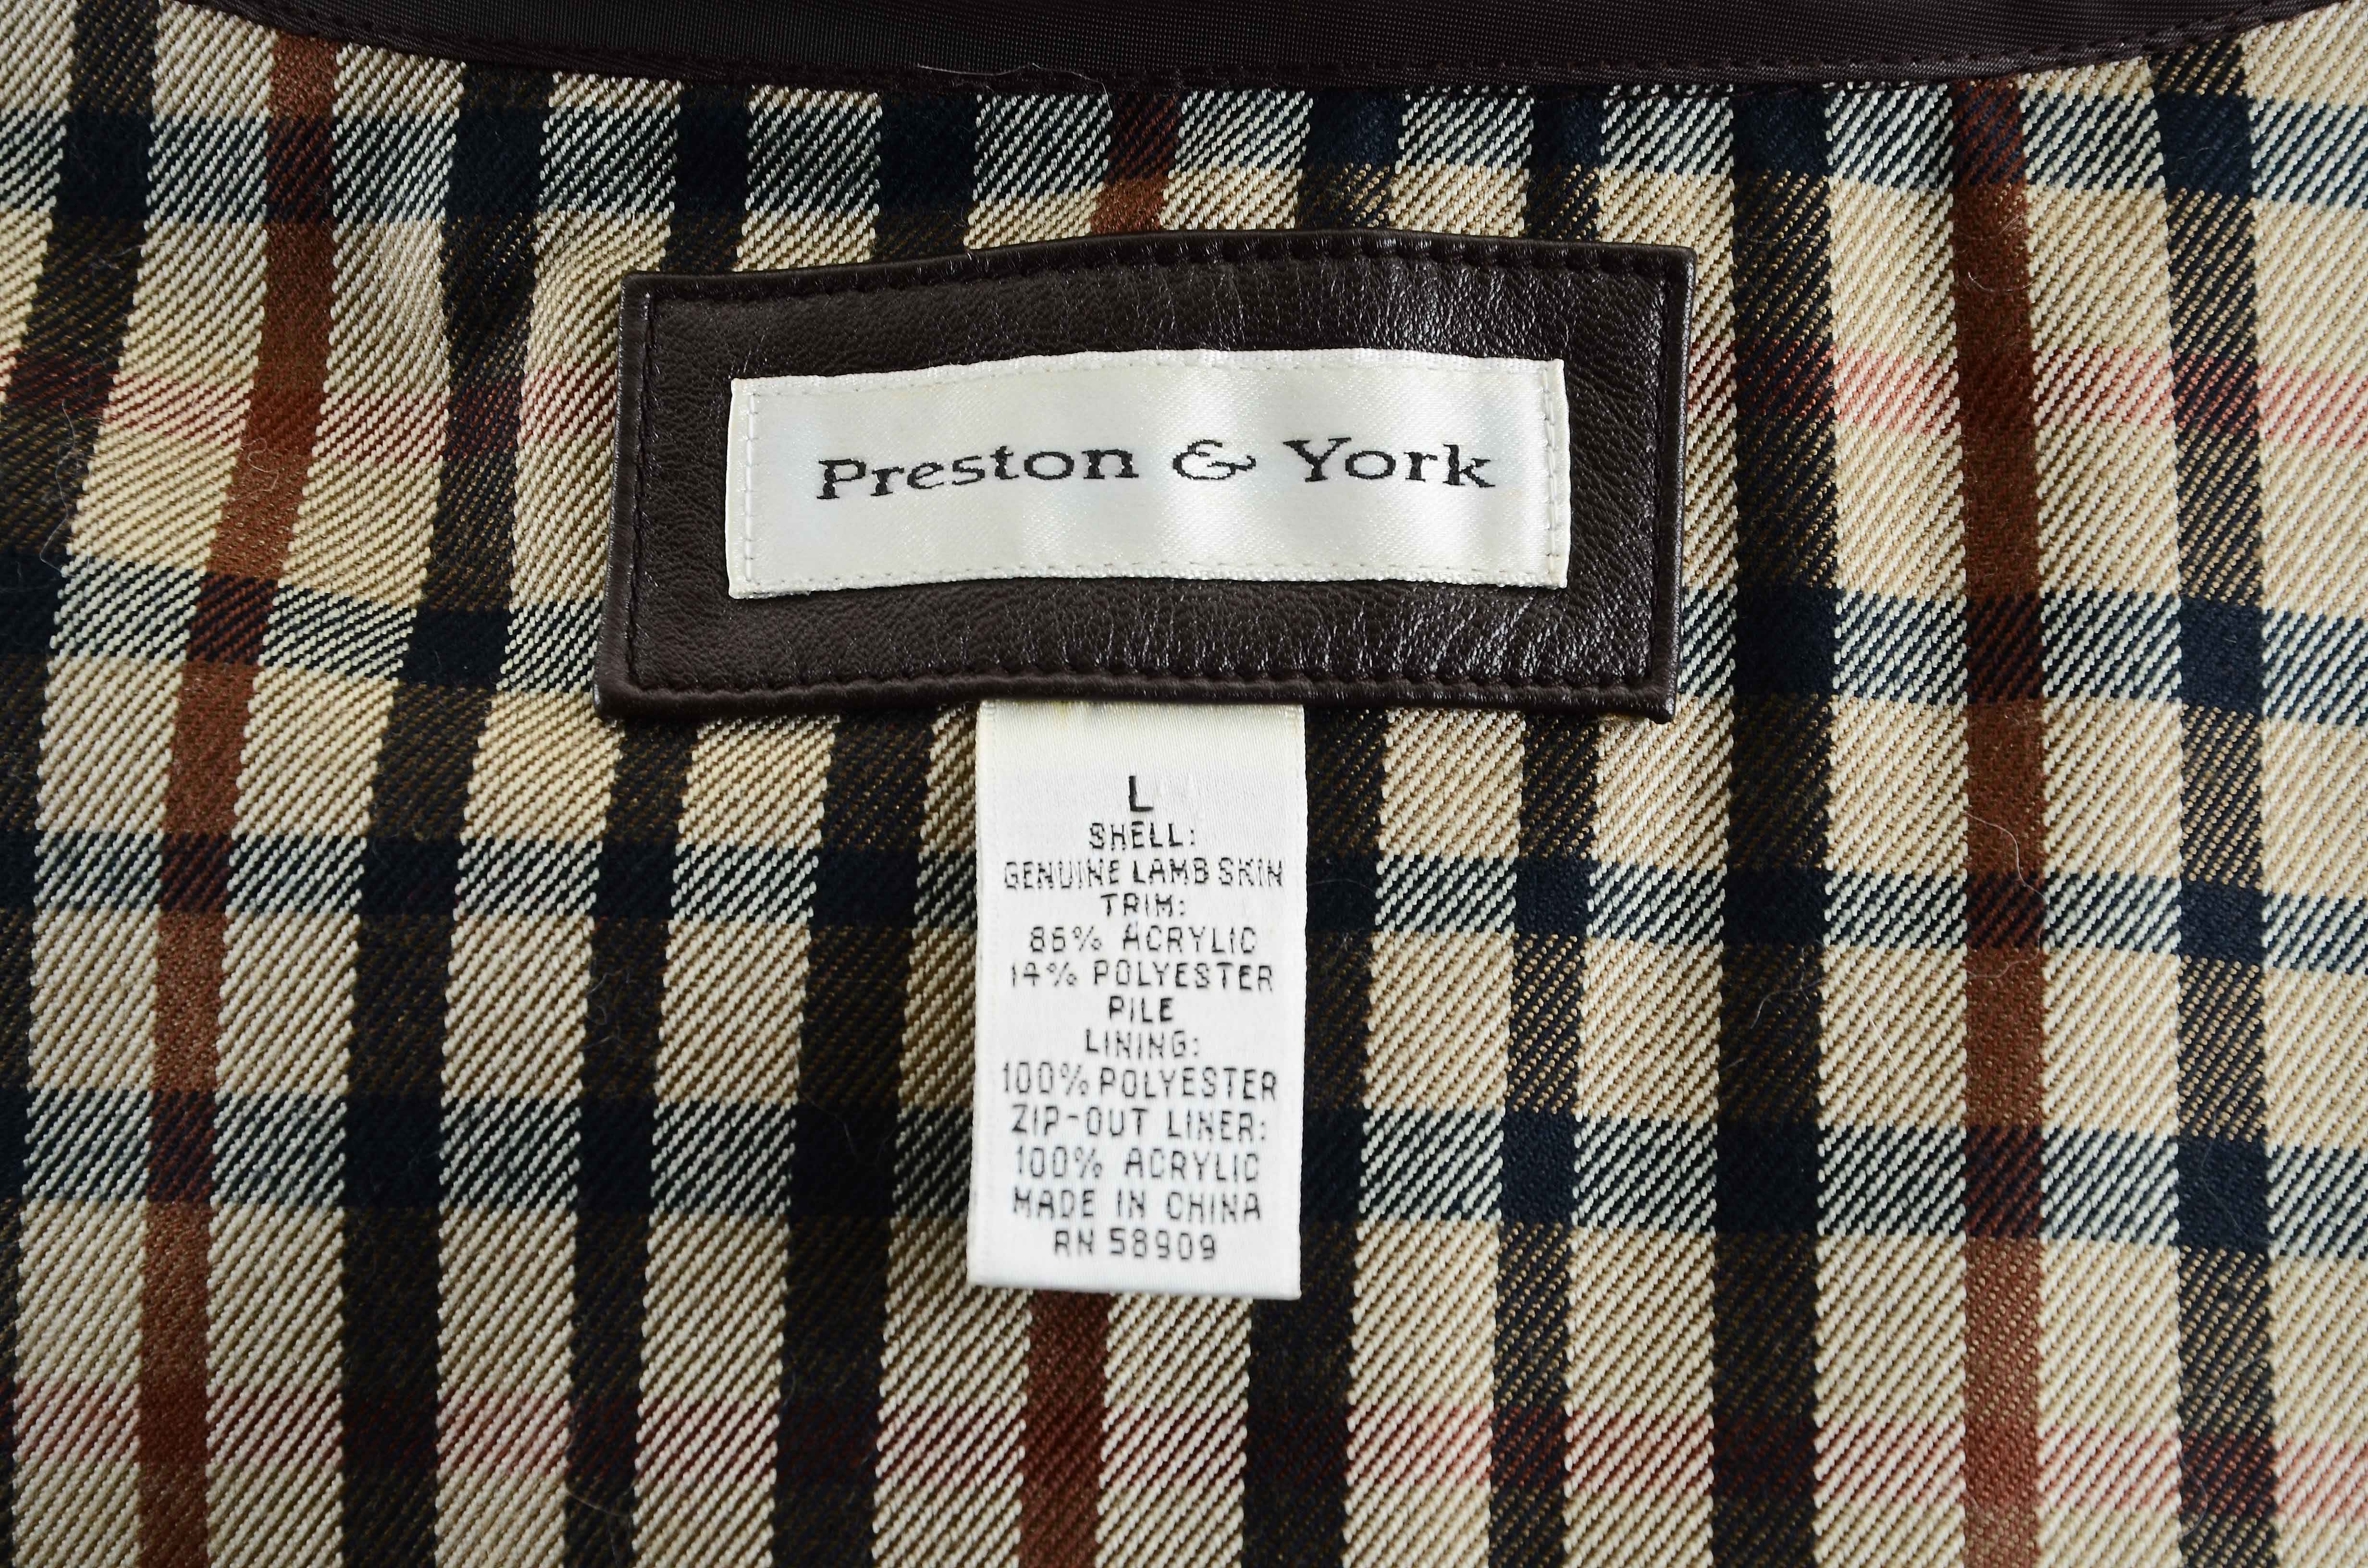 Preston & York
L
SHELL:
GENUINE LAMB SKIN
TRIM:
86% ACRYLIC
14% POLYESTER
PILE
LINING:
100% POLYESTER
ZIP-OUT LINER:
100% ACRYLIC
MADE IN CHINA
RN 58909